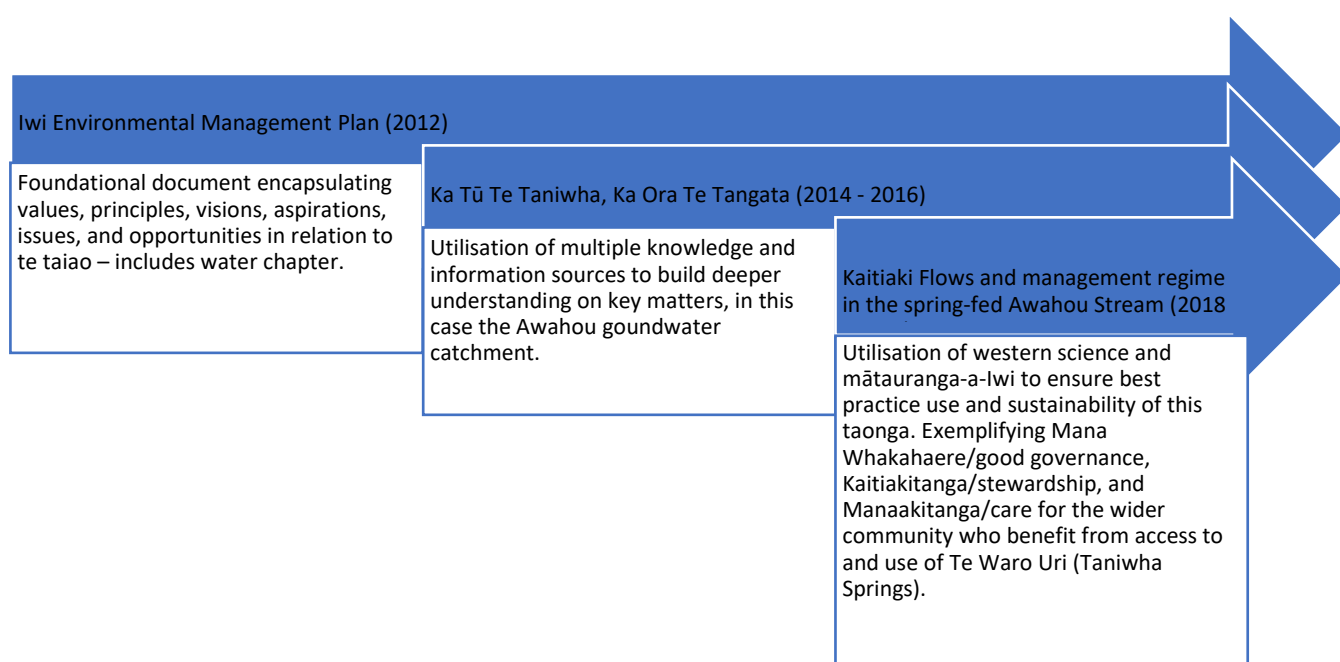 Iwi Environmental Management Plan (2012)
Foundational document encapsulating
values, principles, visions, aspirations,
issues, and opportunities in relation to
te taiao – includes water chapter.
Ka Tū Te Taniwha, Ka Ora Te Tangata (2014 - 2016)
Utilisation of multiple knowledge and
information sources to build deeper
understanding on key matters, in this
case the Awahou goundwater
catchment.
Kaitiaki Flows and management regime
in the spring-fed Awahou Stream (2018
Utilisation of western science and
mātauranga-a-Iwi to ensure best
practice use and sustainability of this
taonga. Exemplifying Mana
Whakahaere/good governance,
Kaitiakitanga/stewardship, and
Manaakitanga/care for the wider
community who benefit from access to
and use of Te Waro Uri (Taniwha
Springs).